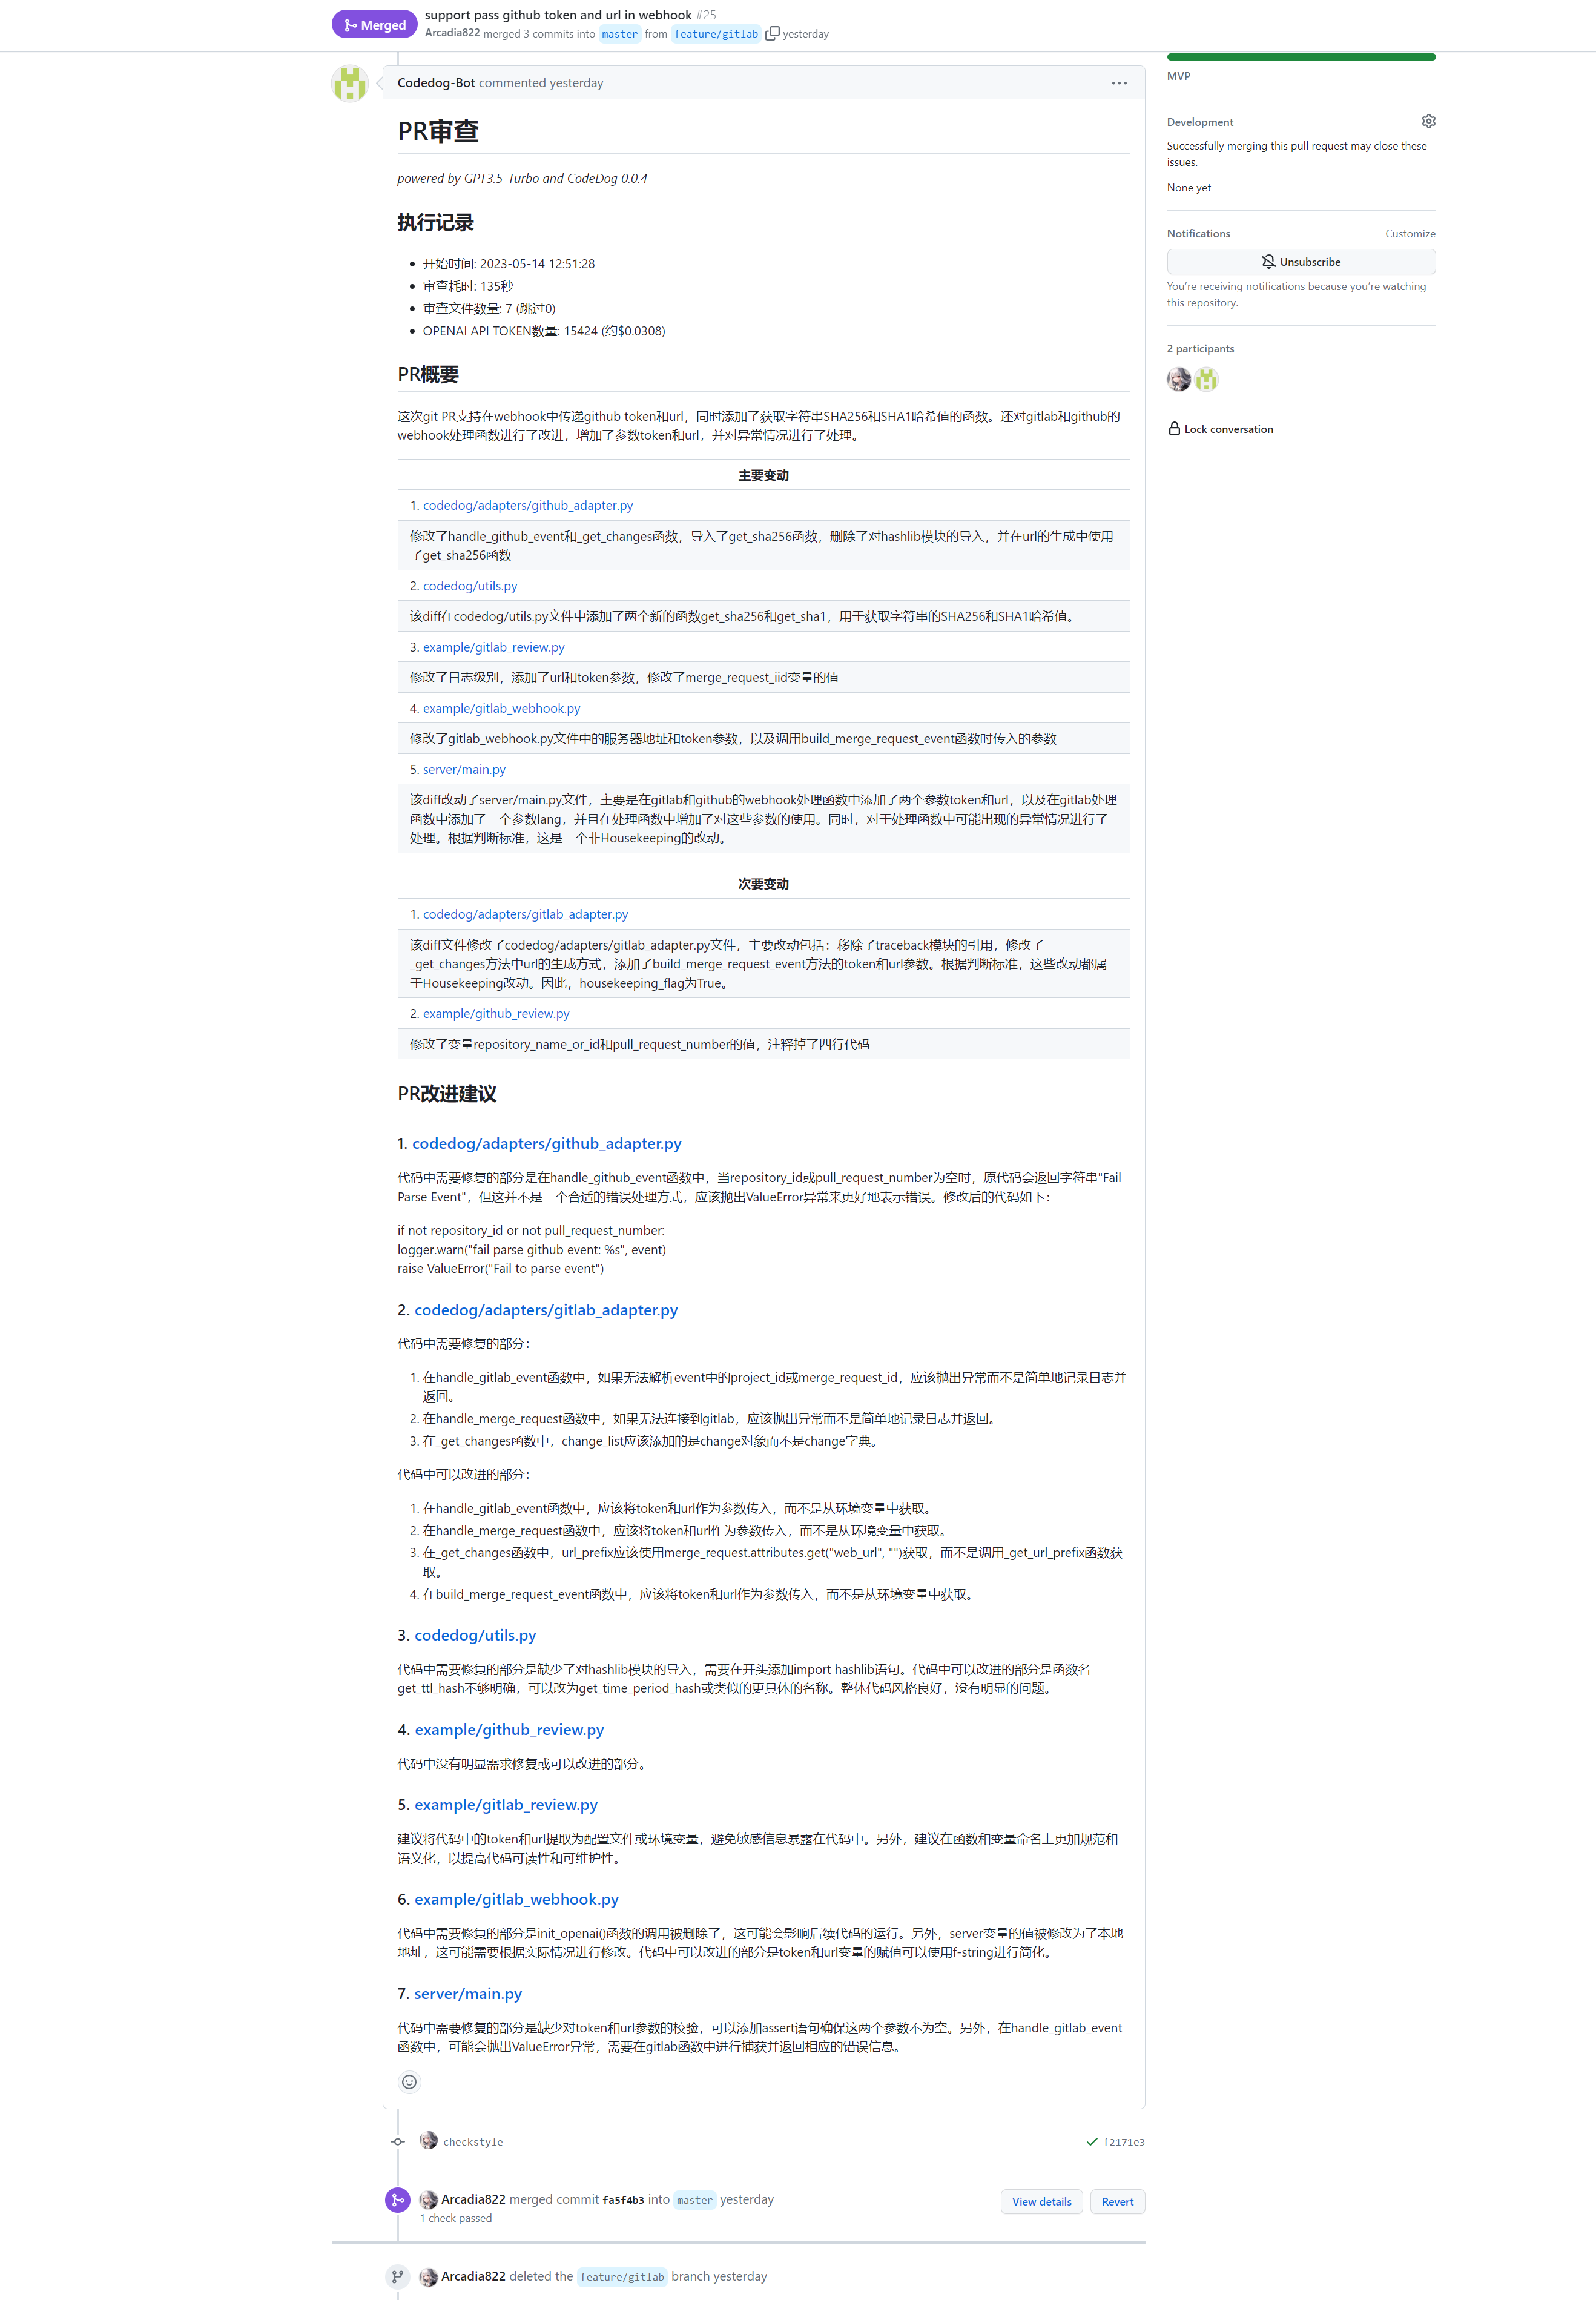 Merged
support pass github token and url in webhook #25
Arcadia822 merged 3 commits into master from feature/gitlab yesterday
Codedog-Bot commented yesterday
PR审查
powered by GPT3.5-Turbo and CodeDog 0.0.4
执行记录
开始时间: 2023-05-14 12:51:28
审查耗时: 135秒
审查文件数量: 7 (跳过0)
OPENAI API TOKEN数量: 15424 (约$0.0308)
PR概要
这次git PR支持在webhook中传递github token和url，同时添加了获取字符串SHA256和SHA1哈希值的函数。还对gitlab和github的
webhook处理函数进行了改进，增加了参数token和url，并对异常情况进行了处理。
主要变动
1. codedog/adapters/github_adapter.py
修改了handle_github_event和_get_changes函数，导入了get_sha256函数，删除了对hashlib模块的导入，并在url的生成中使用
了get_sha256函数
2. codedog/utils.py
该diff在codedog/utils.py文件中添加了两个新的函数get_sha256和get_sha1，用于获取字符串的SHA256和SHA1哈希值。
3. example/gitlab_review.py
修改了日志级别，添加了url和token参数，修改了merge_request_iid变量的值
4. example/gitlab_webhook.py
修改了gitlab_webhook.py文件中的服务器地址和token参数，以及调用build_merge_request_event函数时传入的参数
5. server/main.py
该diff改动了server/main.py文件，主要是在gitlab和github的webhook处理函数中添加了两个参数token和url，以及在gitlab处理
函数中添加了一个参数lang，并且在处理函数中增加了对这些参数的使用。同时，对于处理函数中可能出现的异常情况进行了
处理。根据判断标准，这是一个非Housekeeping的改动。
次要变动
1. codedog/adapters/gitlab_adapter.py
该diff文件修改了codedog/adapters/gitlab_adapter.py文件，主要改动包括：移除了traceback模块的引用，修改了
_get_changes方法中url的生成方式，添加了build_merge_request_event方法的token和url参数。根据判断标准，这些改动都属
于Housekeeping改动。因此，housekeeping_flag为True。
2. example/github_review.py
修改了变量repository_name_or_id和pull_request_number的值，注释掉了四行代码
PR改进建议
1. codedog/adapters/github_adapter.py
代码中需要修复的部分是在handle_github_event函数中，当repository_id或pull_request_number为空时，原代码会返回字符串"Fail
Parse Event"，但这并不是一个合适的错误处理方式，应该抛出ValueError异常来更好地表示错误。修改后的代码如下：
if not repository_id or not pull_request_number:
logger.warn("fail parse github event: %s", event)
raise ValueError("Fail to parse event")
2. codedog/adapters/gitlab_adapter.py
代码中需要修复的部分：
1. 在handle_gitlab_event函数中，如果无法解析event中的project_id或merge_request_id，应该抛出异常而不是简单地记录日志并
返回。
2. 在handle_merge_request函数中，如果无法连接到gitlab，应该抛出异常而不是简单地记录日志并返回。
3. 在_get_changes函数中，change_list应该添加的是change对象而不是change字典。
代码中可以改进的部分：
1. 在handle_gitlab_event函数中，应该将token和url作为参数传入，而不是从环境变量中获取。
2. 在handle_merge_request函数中，应该将token和url作为参数传入，而不是从环境变量中获取。
3. 在_get_changes函数中，url_prefix应该使用merge_request.attributes.get("web_url", "")获取，而不是调用_get_url_prefix函数获
取。
4. 在build_merge_request_event函数中，应该将token和url作为参数传入，而不是从环境变量中获取。
3. codedog/utils.py
代码中需要修复的部分是缺少了对hashlib模块的导入，需要在开头添加import hashlib语句。代码中可以改进的部分是函数名
get_ttl_hash不够明确，可以改为get_time_period_hash或类似的更具体的名称。整体代码风格良好，没有明显的问题。
4. example/github_review.py
代码中没有明显需求修复或可以改进的部分。
5. example/gitlab_review.py
建议将代码中的token和url提取为配置文件或环境变量，避免敏感信息暴露在代码中。另外，建议在函数和变量命名上更加规范和
语义化，以提高代码可读性和可维护性。
6. example/gitlab_webhook.py
代码中需要修复的部分是init_openai()函数的调用被删除了，这可能会影响后续代码的运行。另外，server变量的值被修改为了本地
地址，这可能需要根据实际情况进行修改。代码中可以改进的部分是token和url变量的赋值可以使用f-string进行简化。
7. server/main.py
代码中需要修复的部分是缺少对token和url参数的校验，可以添加assert语句确保这两个参数不为空。另外，在handle_gitlab_event
函数中，可能会抛出ValueError异常，需要在gitlab函数中进行捕获并返回相应的错误信息。
checkstyle
f2171e3
Arcadia822 merged commit fa5f4b3 into master yesterday
1 check passed
View details
Revert
Arcadia822 deleted the feature/gitlab branch yesterday
MVP
Development
Successfully merging this pull request may close these
issues.
None yet
Notifications
Customize
Unsubscribe
You're receiving notifications because you're watching
this repository.
2 participants
Lock conversation